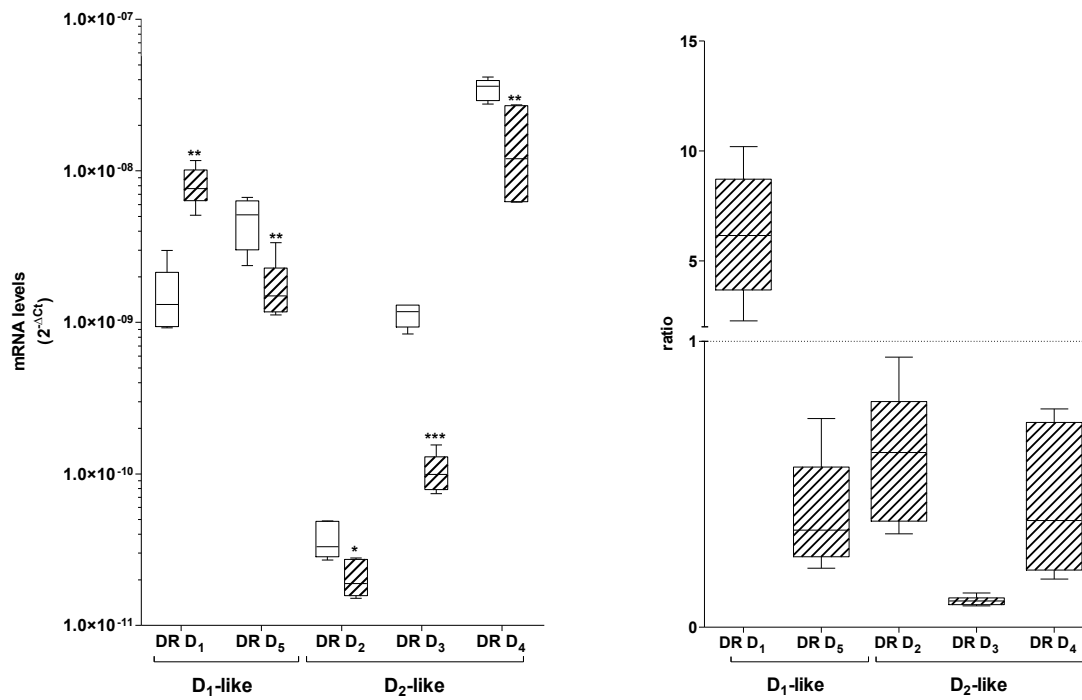 mRNA levels
(2^-ΔCt)
1.0×10^-07
1.0×10^-08
1.0×10^-09
1.0×10^-10
1.0×10^-11
**
**
*
***
**
DR D₁ DR D₅ DR D₂ DR D₃ DR D₄
D₁-like D₂-like
ratio
15
10
5
1
0
DR D₁ DR D₅ DR D₂ DR D₃ DR D₄
D₁-like D₂-like